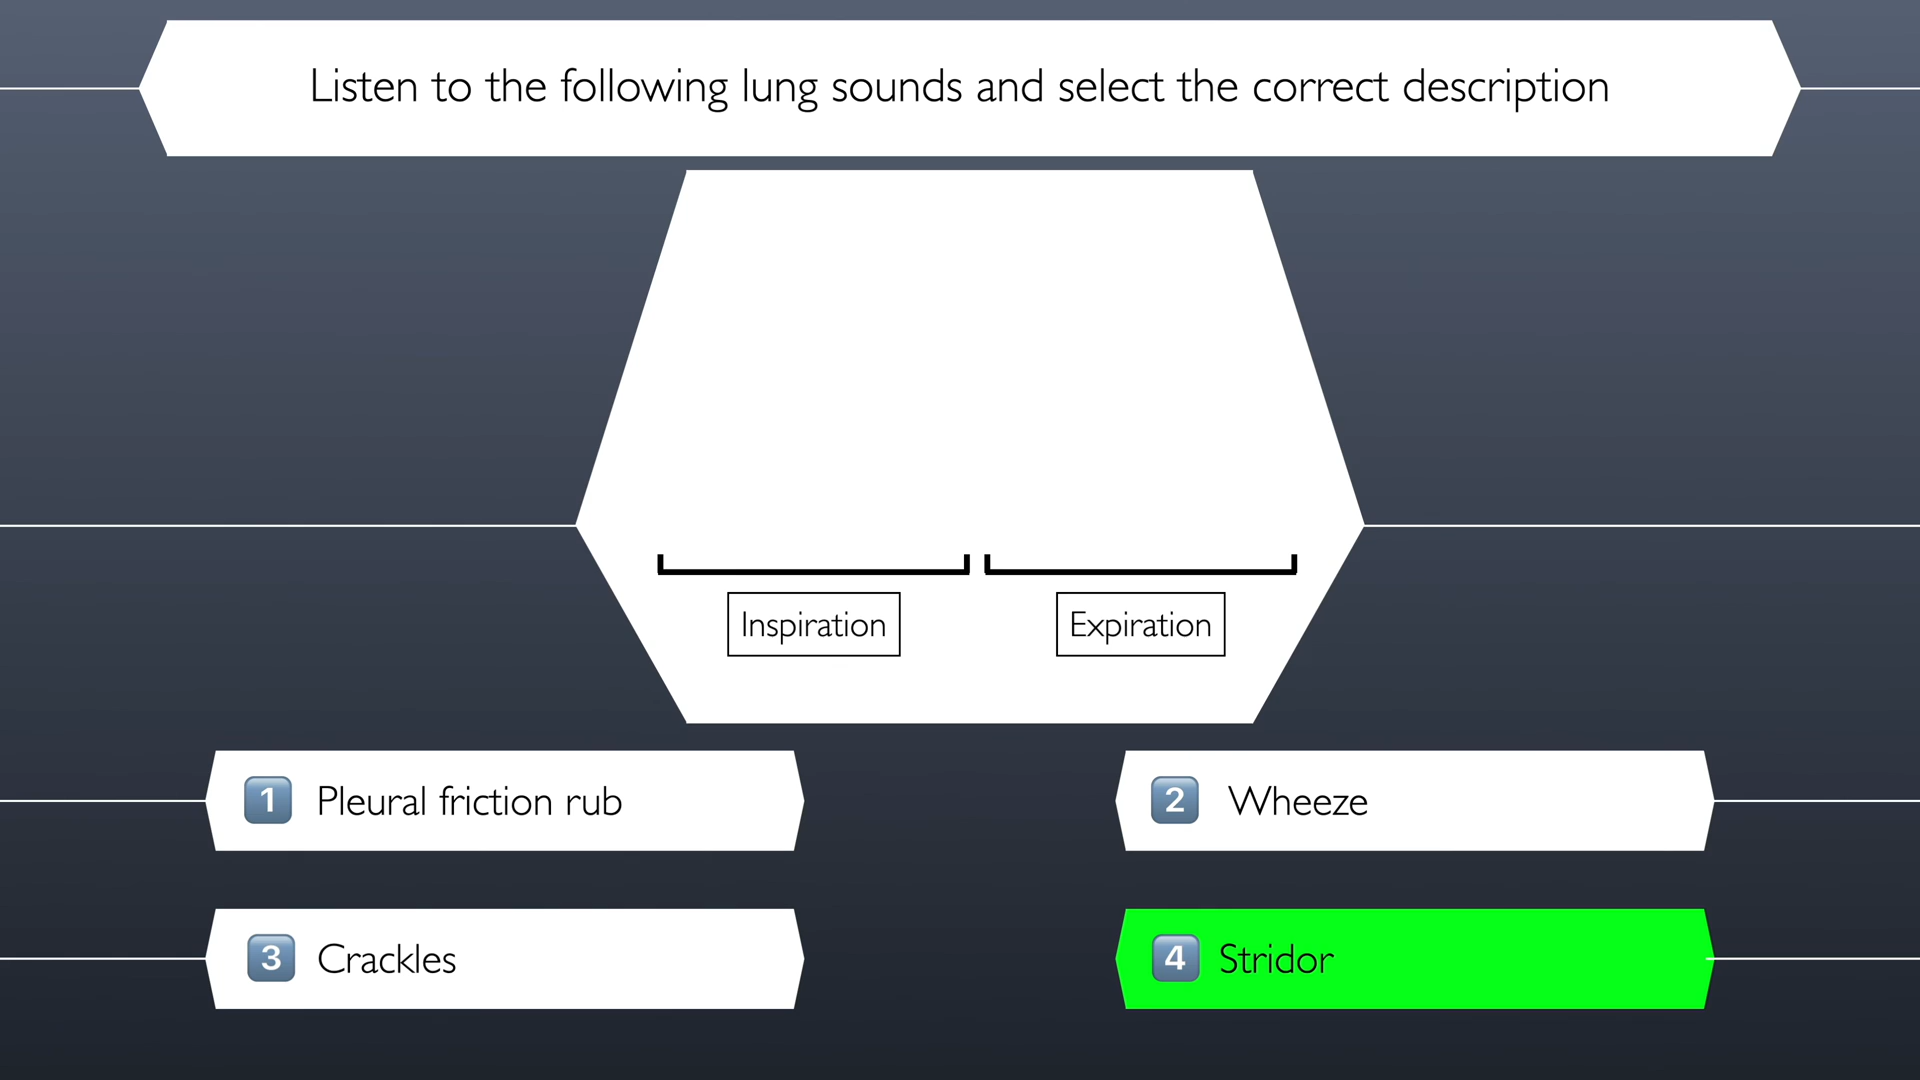 Listen to the following lung sounds and select the correct description
Inspiration
Expiration
1 Pleural friction rub
2 Wheeze
3 Crackles
4 Stridor